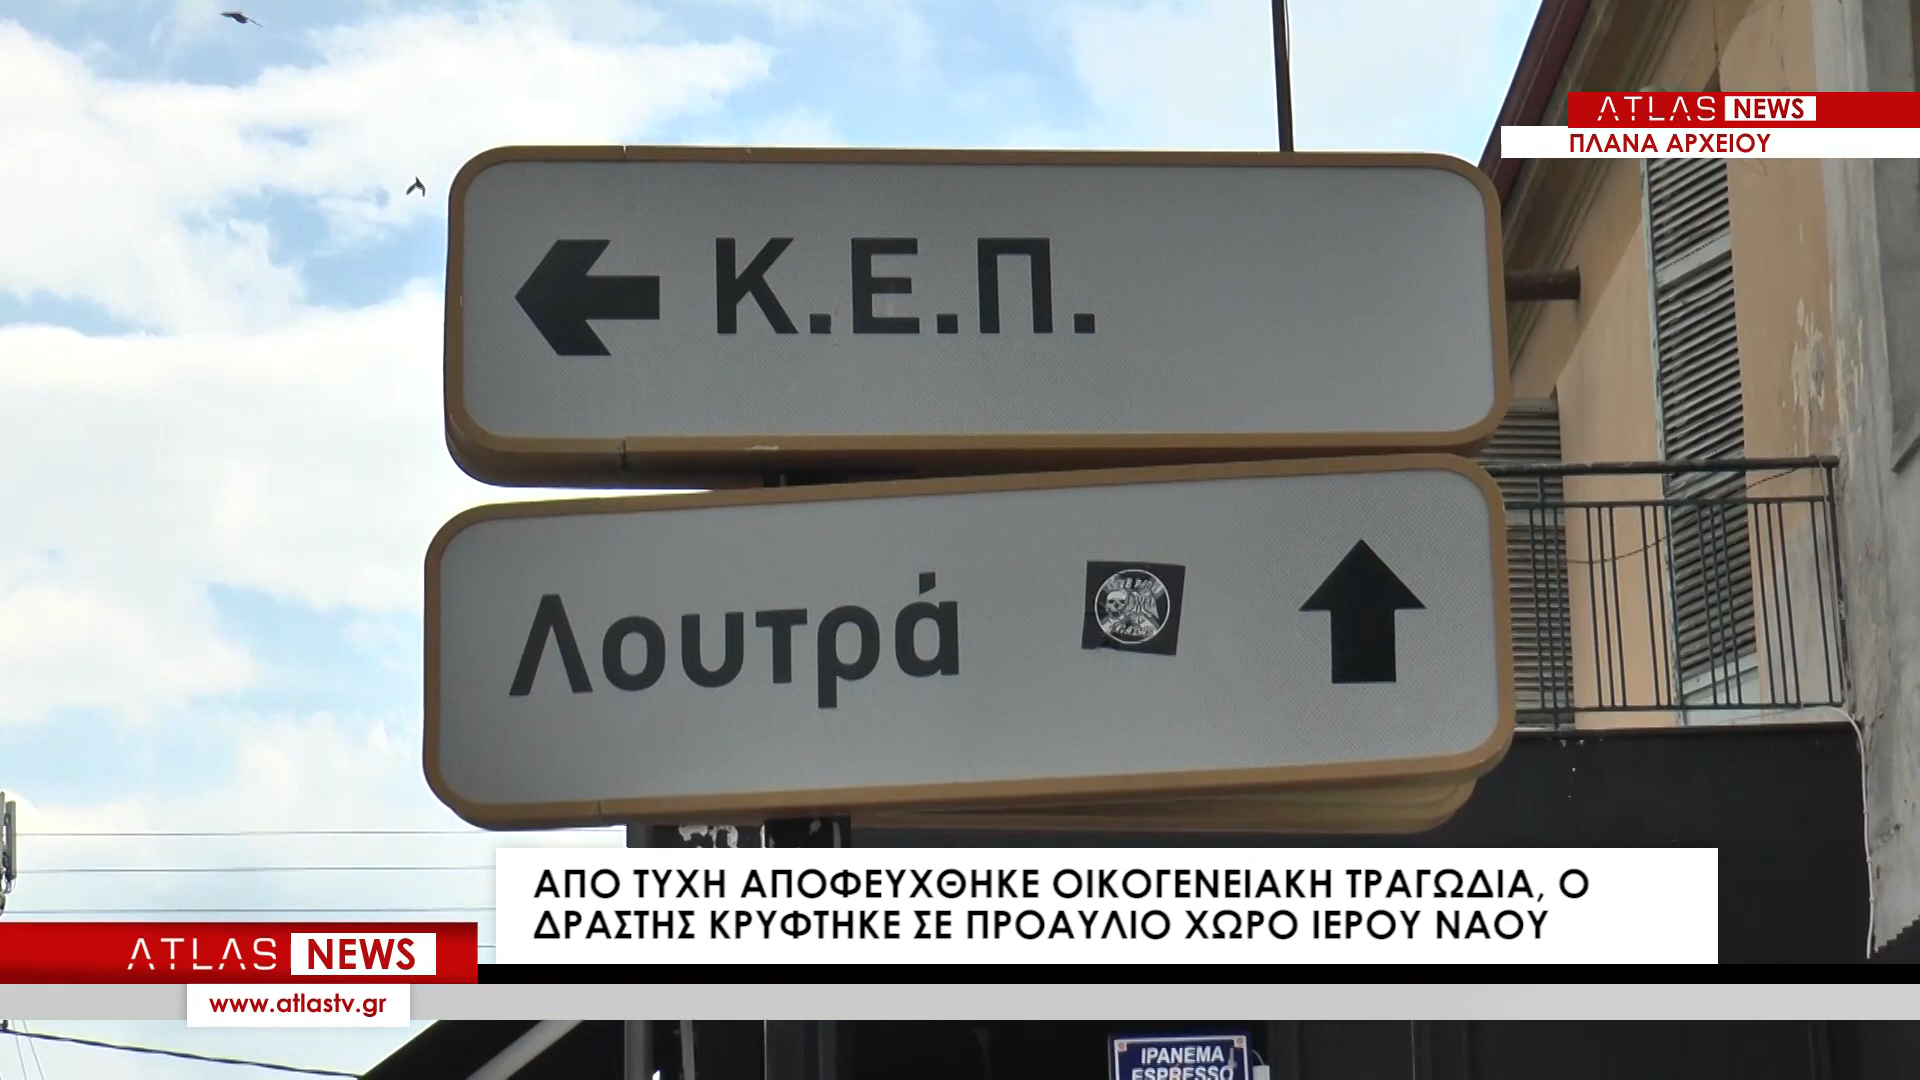 ATLAS NEWS
ΠΛΑΝΑ ΑΡΧΕΙΟΥ
Κ.Ε.Π.
Λουτρά
ΑΠΟ ΤΥΧΗ ΑΠΟΦΕΥΧΘΗΚΕ ΟΙΚΟΓΕΝΕΙΑΚΗ ΤΡΑΓΩΔΙΑ, Ο
ΔΡΑΣΤΗΣ ΚΡΥΦΤΗΚΕ ΣΕ ΠΡΟΑΥΛΙΟ ΧΩΡΟ ΙΕΡΟΥ ΝΑΟΥ
ATLAS NEWS
www.atlastv.gr
IPANEMA
ESPRESSO